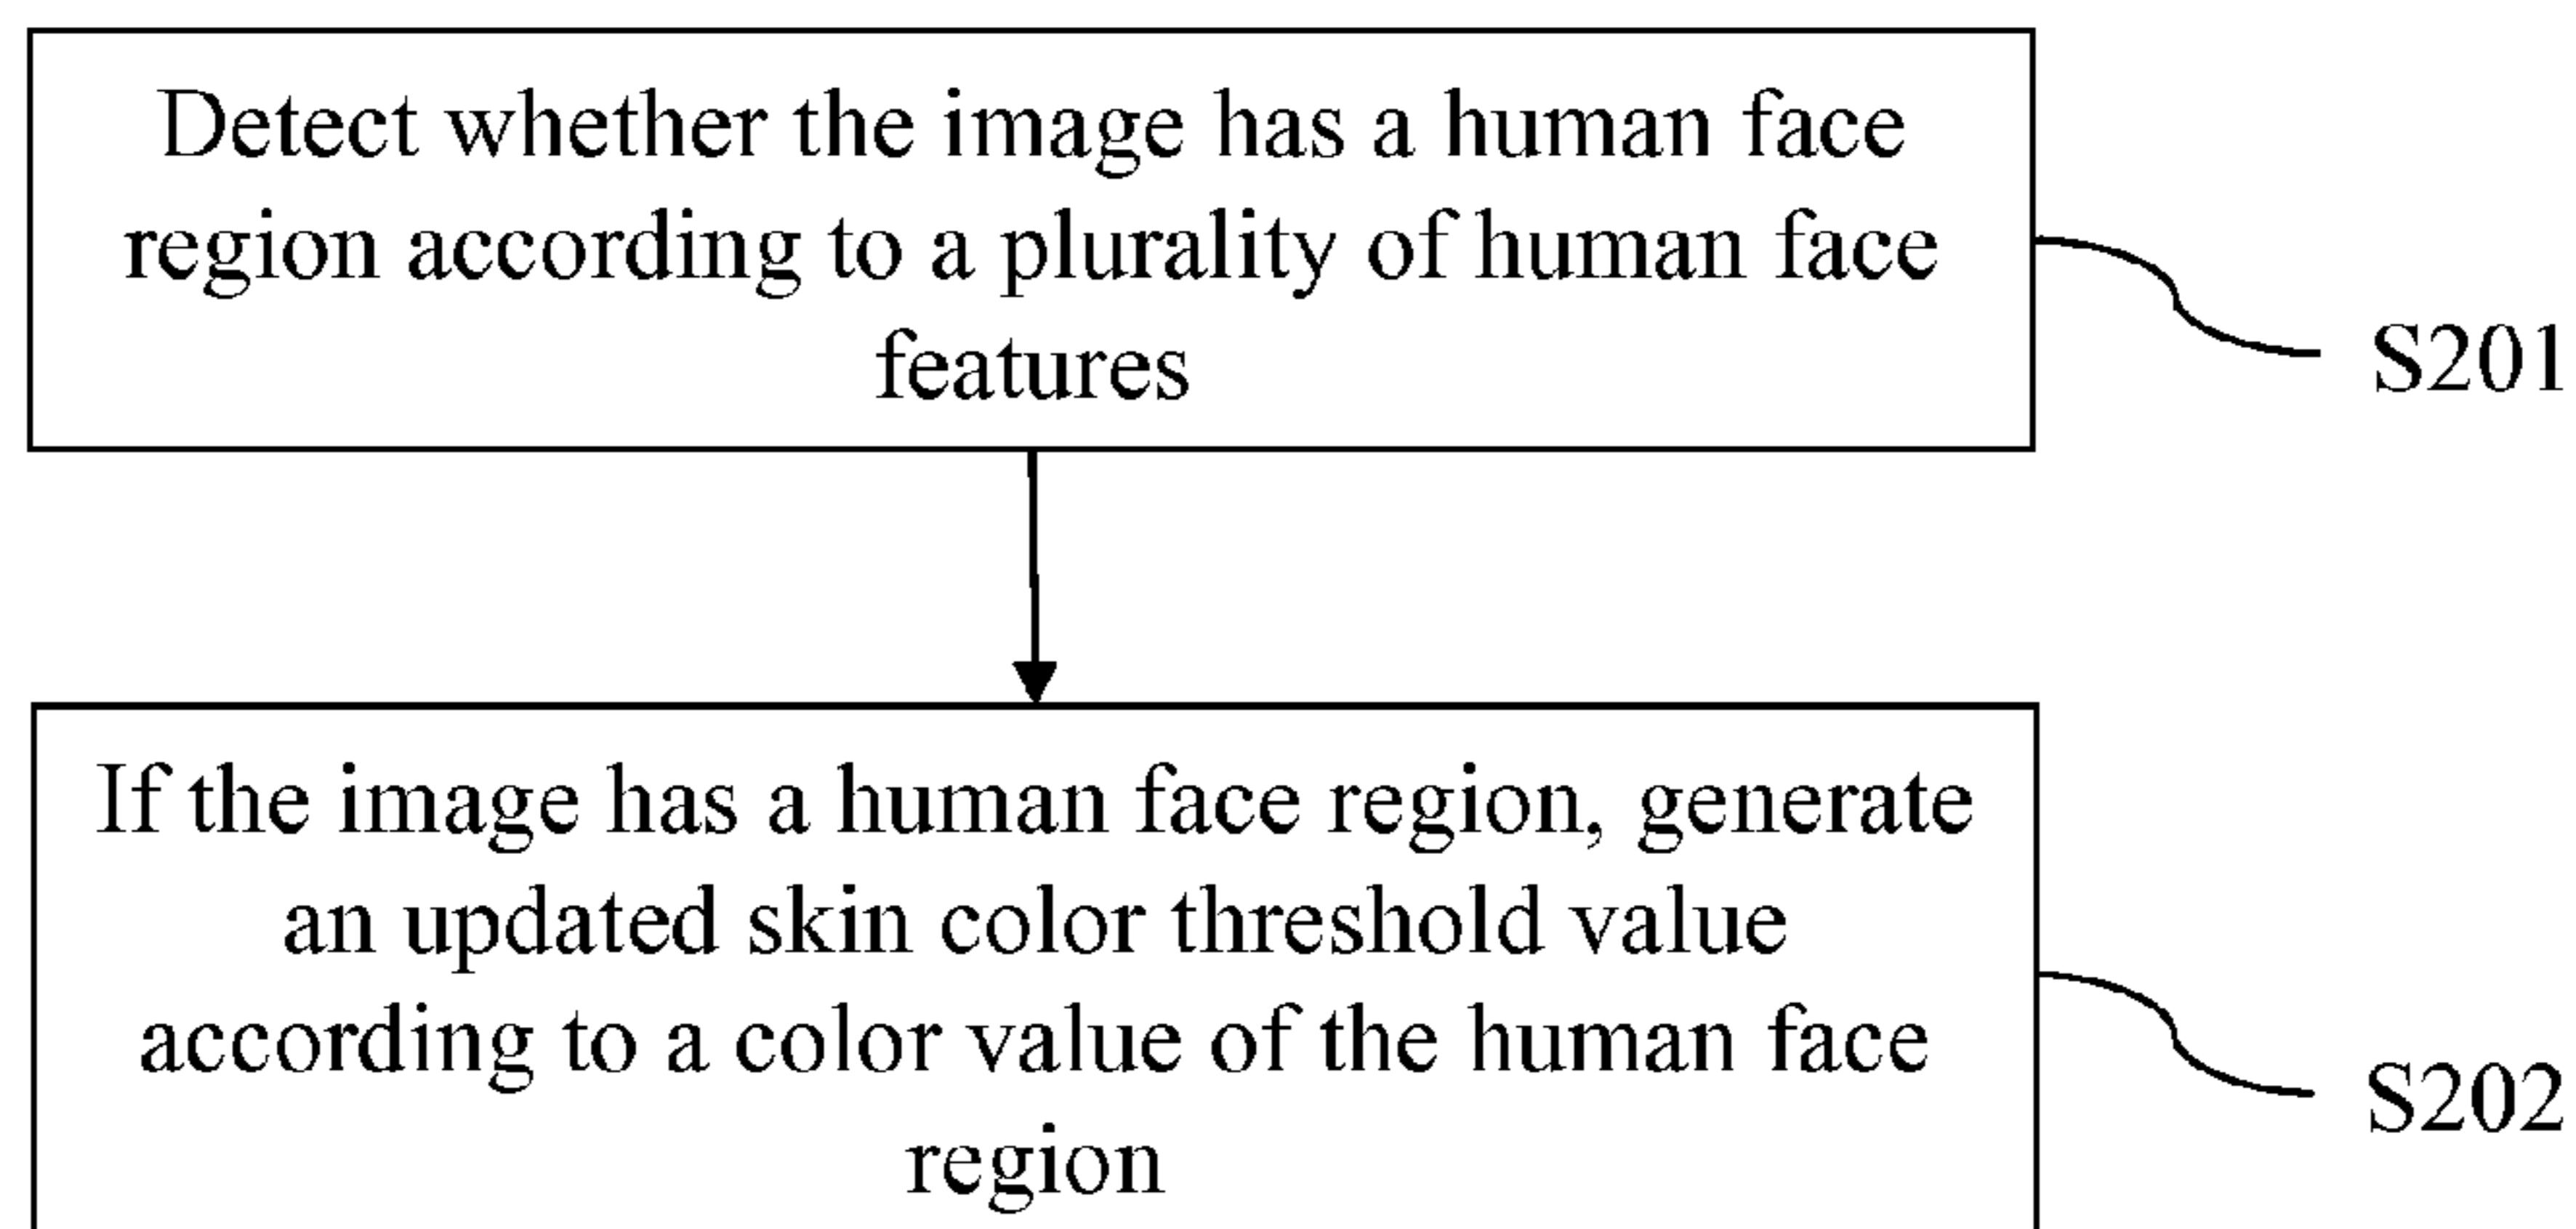 Detect whether the image has a human face
region according to a plurality of human face
features
S201
If the image has a human face region, generate
an updated skin color threshold value
according to a color value of the human face
region
S202